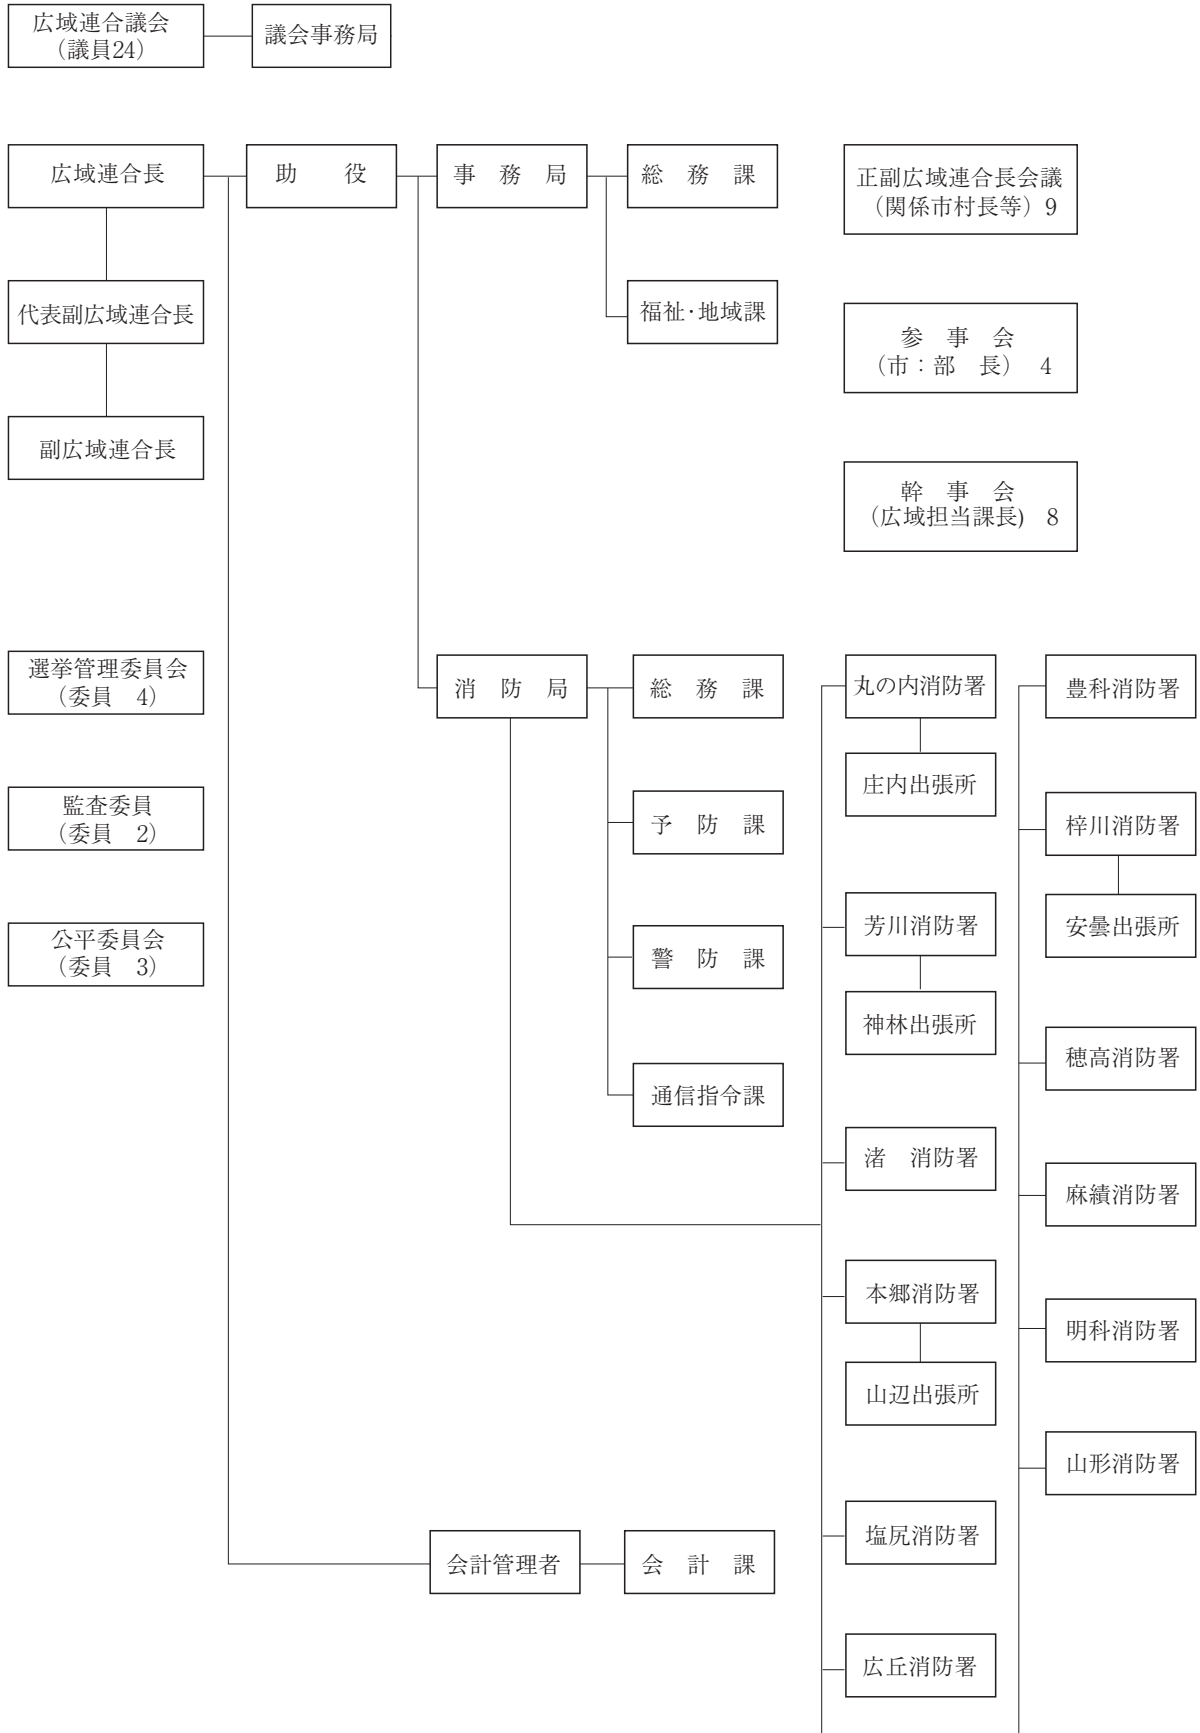 広域連合議会
（議員24）
議会事務局
広域連合長
助　役
事　務　局
総　務　課
正副広域連合長会議
（関係市村長等）9
代表副広域連合長
福祉・地域課
参　事　会
（市：部　長）　4
副広域連合長
幹　事　会
（広域担当課長）　8
選挙管理委員会
（委員　4）
消　防　局
総　務　課
丸の内消防署
豊科消防署
庄内出張所
監査委員
（委員　2）
予　防　課
梓川消防署
芳川消防署
安曇出張所
公平委員会
（委員　3）
警　防　課
神林出張所
穂高消防署
通信指令課
渚　消防署
麻績消防署
本郷消防署
明科消防署
山辺出張所
山形消防署
塩尻消防署
会計管理者
会　計　課
広丘消防署